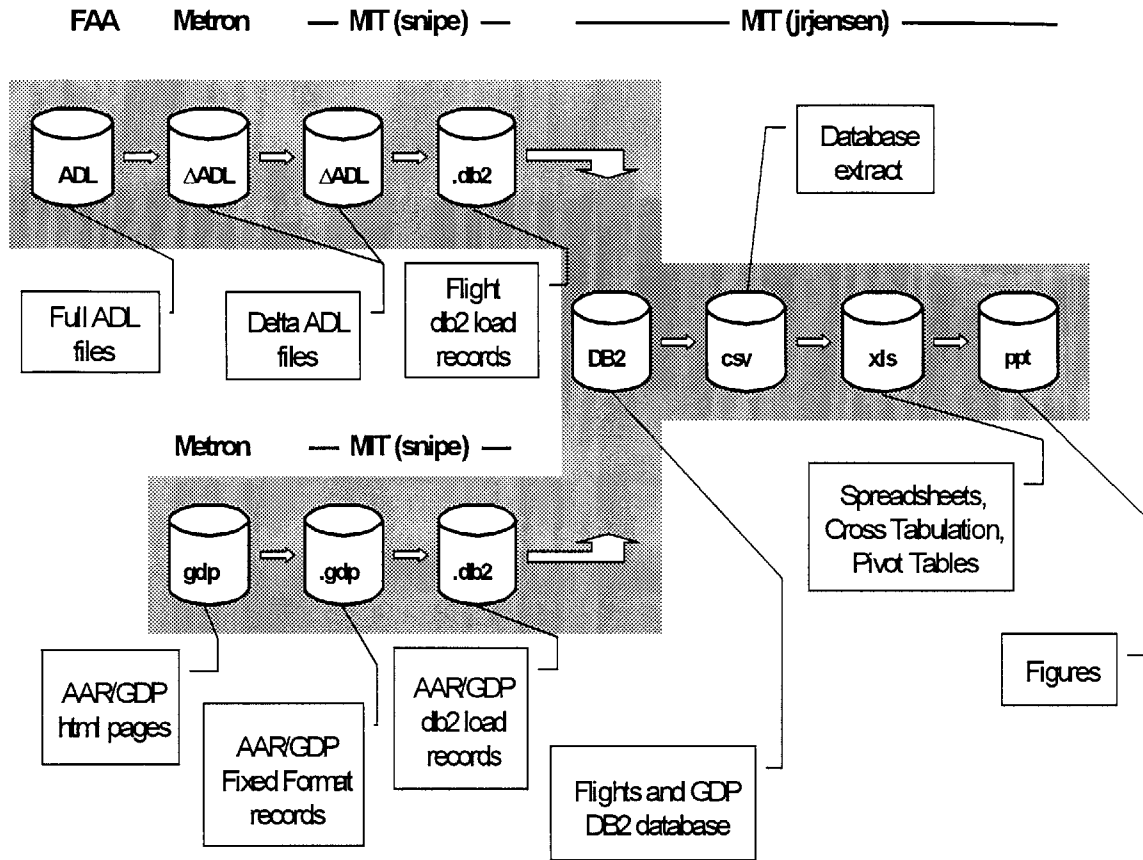 FAA Metron MIT (snipe) MIT (jrjensen)
ADL
ΔADL
ΔADL
.db2
Database
extract
Full ADL
files
Delta ADL
files
Flight
db2 load
records
DB2
csv
xls
ppt
Metron MIT (snipe)
Spreadsheets,
Cross Tabulation,
Pivot Tables
gdp
.gdp
.db2
AAR/GDP
html pages
AAR/GDP
Fixed Format
records
AAR/GDP
db2 load
records
Flights and GDP
DB2 database
Figures